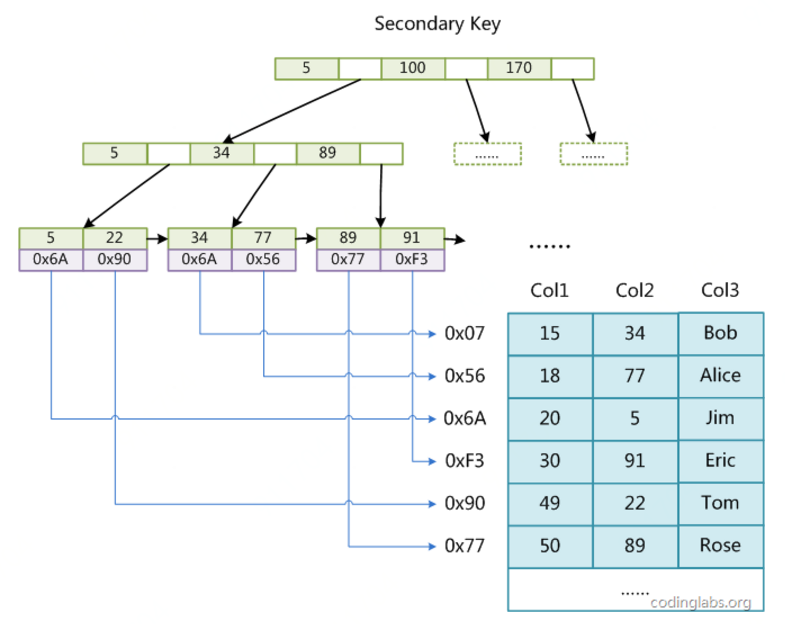 Secondary Key
5 100 170
5 34 89 ...... ......
5 22 34 77 89 91
0x6A 0x90 0x6A 0x56 0x77 0xF3
......
Col1 Col2 Col3
0x07 15 34 Bob
0x56 18 77 Alice
0x6A 20 5 Jim
0xF3 30 91 Eric
0x90 49 22 Tom
0x77 50 89 Rose
......
codinglabs.org